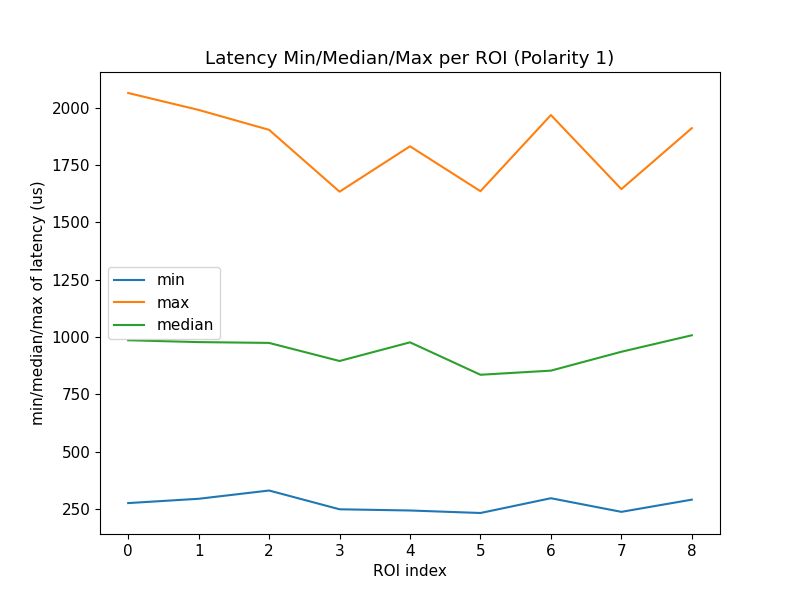 Latency Min/Median/Max per ROI (Polarity 1)
min/median/max of latency (us)
2000
1750
1500
1250
1000
750
500
250
min
max
median
0 1 2 3 4 5 6 7 8
ROI index